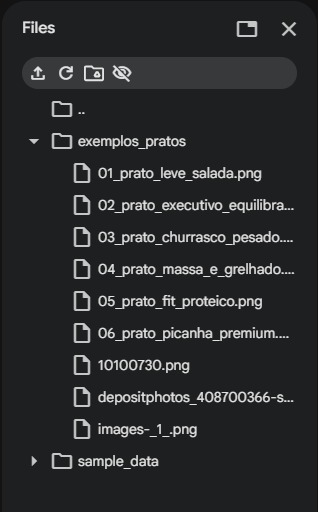 Files
..
exemplos_pratos
01_prato_leve_salada.png
02_prato_executivo_equilibra...
03_prato_churrasco_pesado....
04_prato_massa_e_grelhado....
05_prato_fit_proteico.png
06_prato_picanha_premium....
10100730.png
depositphotos_408700366-s...
images-_1_.png
sample_data